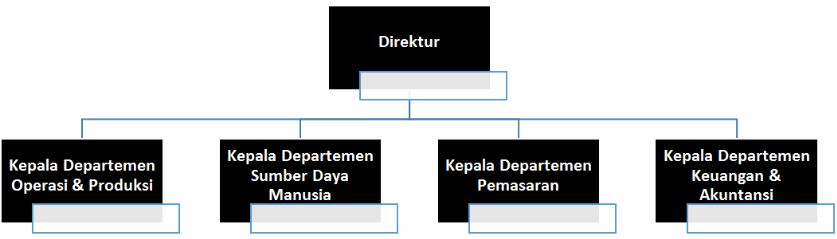 Direktur
Kepala Departemen
Operasi & Produksi
Kepala Departemen
Sumber Daya
Manusia
Kepala Departemen
Pemasaran
Kepala Departemen
Keuangan &
Akuntansi